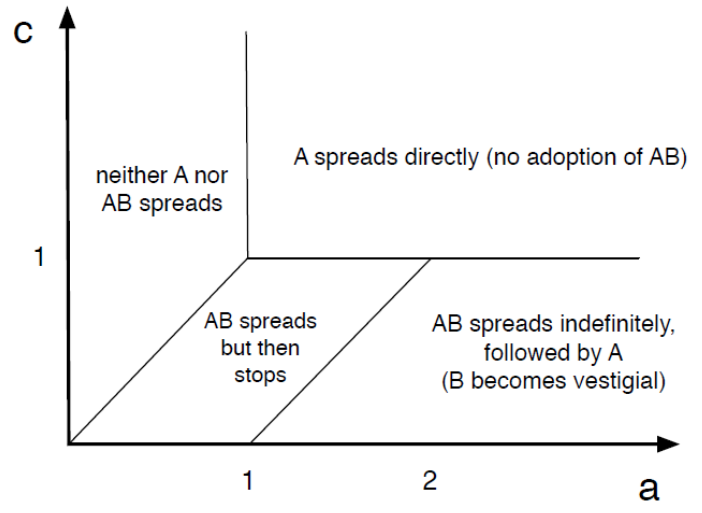 c
A spreads directly (no adoption of AB)
neither A nor
AB spreads
1
AB spreads
but then
stops
AB spreads indefinitely,
followed by A
(B becomes vestigial)
1
2
a